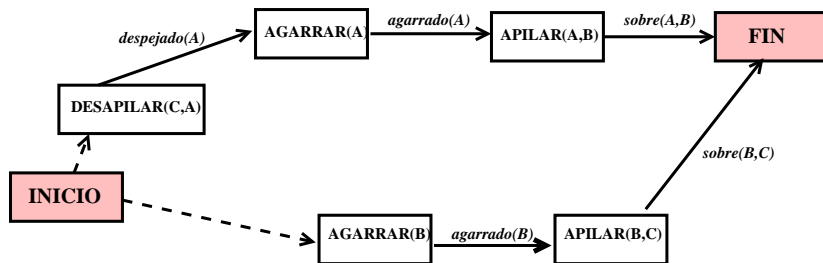 despejado(A)
AGARRAR(A)
agarrado(A)
APILAR(A,B)
sobre(A,B)
FIN
DESAPILAR(C,A)
sobre(B,C)
INICIO
AGARRAR(B)
agarrado(B)
APILAR(B,C)